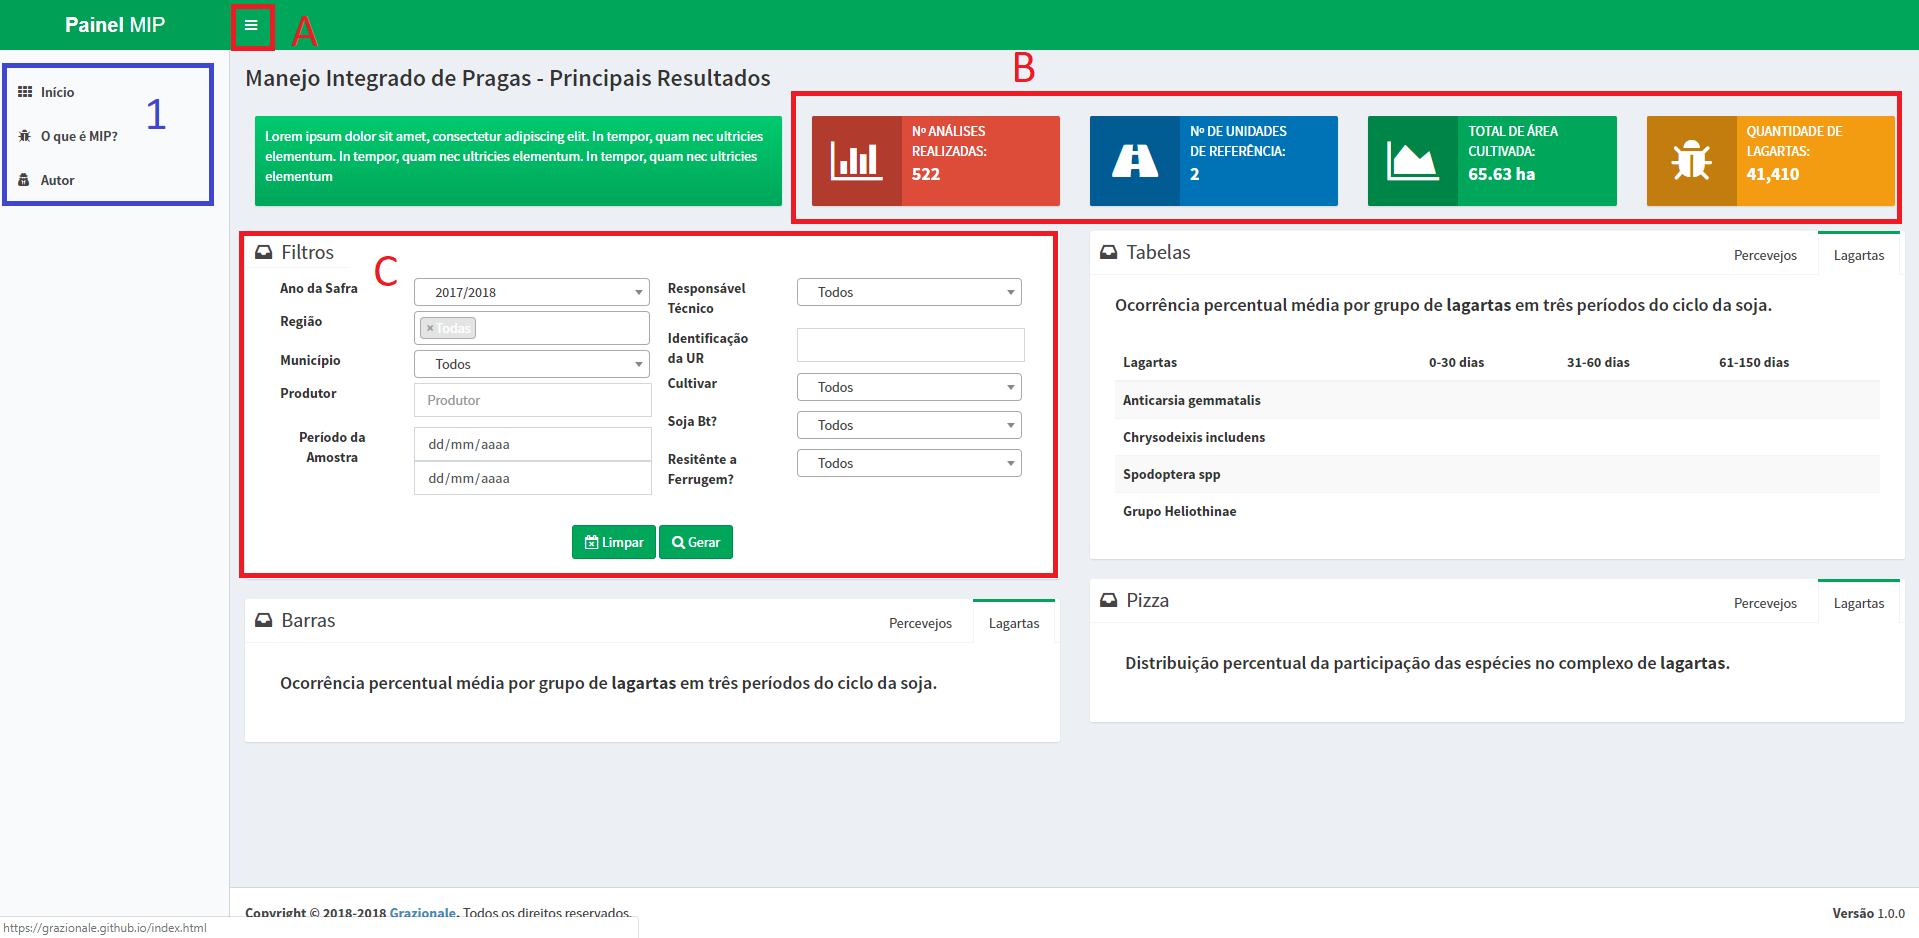 Painel MIP
A
B
Início
1
O que é MIP?
Autor
Manejo Integrado de Pragas - Principais Resultados
Lorem ipsum dolor sit amet, consectetur adipiscing elit. In tempor, quam nec ultricies
elementum. In tempor, quam nec ultricies elementum. In tempor, quam nec ultricies
elementum
Nº ANÁLISES
REALIZADAS:
522
Nº DE UNIDADES
DE REFERÊNCIA:
2
TOTAL DE ÁREA
CULTIVADA:
65.63 ha
QUANTIDADE DE
LAGARTAS:
41,410
Filtros
C
Ano da Safra
2017/2018
Região
×Todas
Município
Todos
Produtor
Produtor
Período da
Amostra
dd/mm/aaaa
dd/mm/aaaa
Responsável
Técnico
Todos
Identificação
da UR
Cultivar
Todos
Soja Bt?
Todos
Resitênte a
Ferrugem?
Todos
Limpar
Gerar
Tabelas
Percevejos
Lagartas
Ocorrência percentual média por grupo de lagartas em três períodos do ciclo da soja.
Lagartas 0-30 dias 31-60 dias 61-150 dias
Anticarsia gemmatalis
Chrysodeixis includens
Spodoptera spp
Grupo Heliothinae
Barras
Percevejos
Lagartas
Ocorrência percentual média por grupo de lagartas em três períodos do ciclo da soja.
Pizza
Percevejos
Lagartas
Distribuição percentual da participação das espécies no complexo de lagartas.
Copyright © 2018-2018 Grazionale. Todos os direitos reservados.
Versão 1.0.0
https://grazionale.github.io/index.html